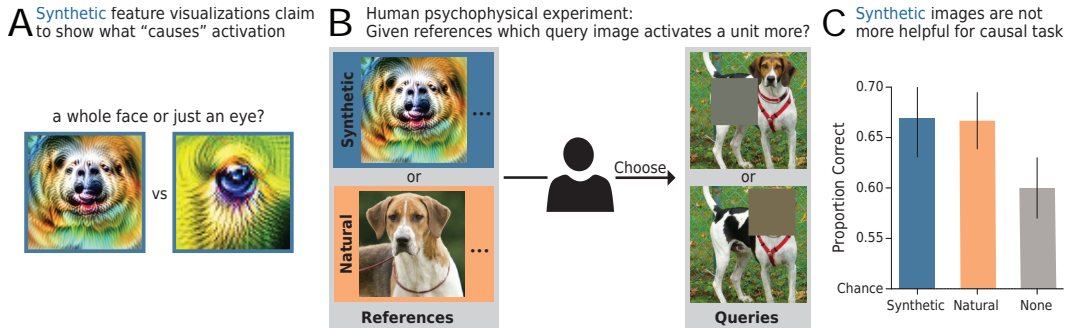 A Synthetic feature visualizations claim
to show what “causes” activation
a whole face or just an eye?
vs
B Human psychophysical experiment:
Given references which query image activates a unit more?
Synthetic
...
or
Natural
...
References
Choose
or
Queries
C Synthetic images are not
more helpful for causal task
Proportion Correct
0.70
0.65
0.60
0.55
Chance
Synthetic Natural None